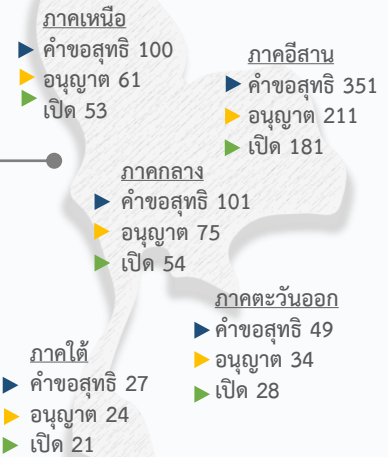 ภาคเหนือ
คำขอสุทธิ 100
อนุญาต 61
เปิด 53
ภาคอีสาน
คำขอสุทธิ 351
อนุญาต 211
เปิด 181
ภาคกลาง
คำขอสุทธิ 101
อนุญาต 75
เปิด 54
ภาคตะวันออก
คำขอสุทธิ 49
อนุญาต 34
เปิด 28
ภาคใต้
คำขอสุทธิ 27
อนุญาต 24
เปิด 21